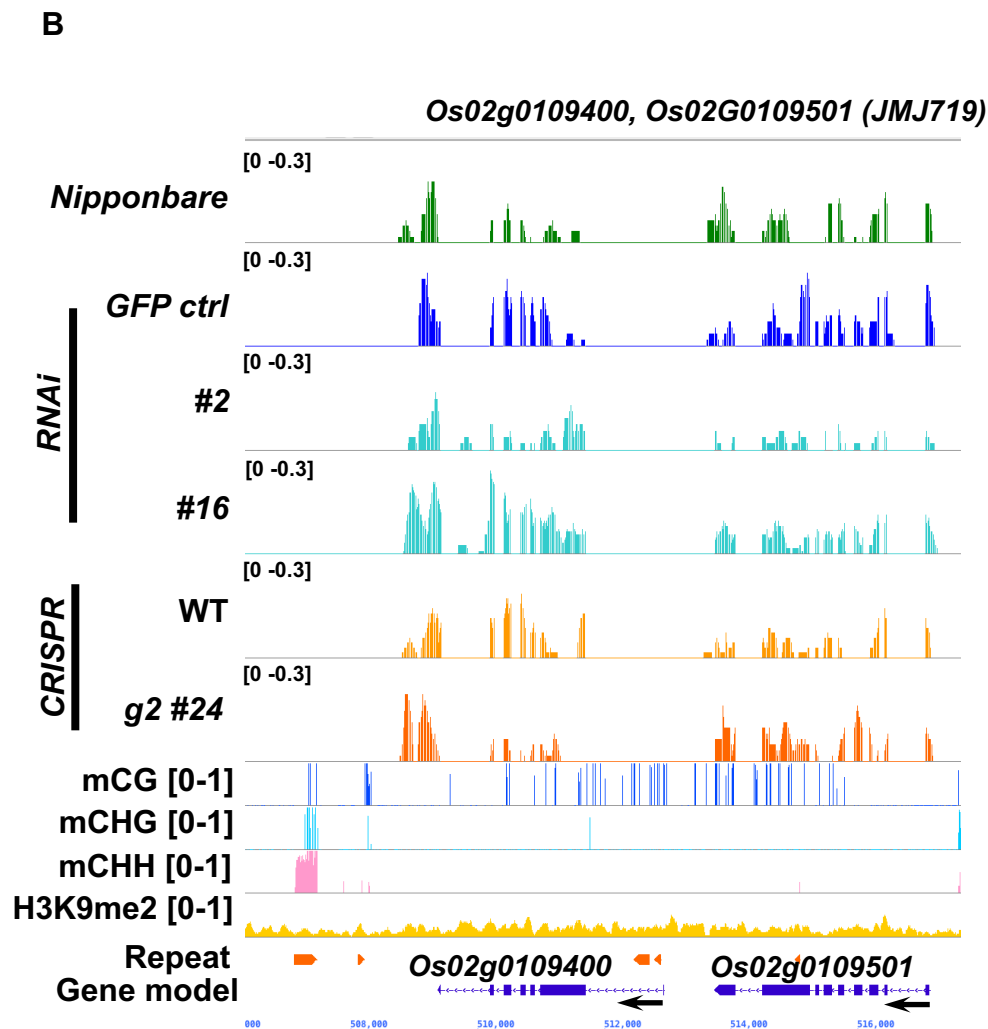 B
Os02g0109400, Os02G0109501 (JMJ719)
[0 -0.3]
Nipponbare
[0 -0.3]
GFP ctrl
[0 -0.3]
RNAi
#2
[0 -0.3]
#16
[0 -0.3]
CRISPR
WT
[0 -0.3]
g2 #24
mCG [0-1]
mCHG [0-1]
mCHH [0-1]
H3K9me2 [0-1]
Repeat
Os02g0109400 Os02g0109501
Gene model
000 508,000 510,000 512,000 514,000 516,000